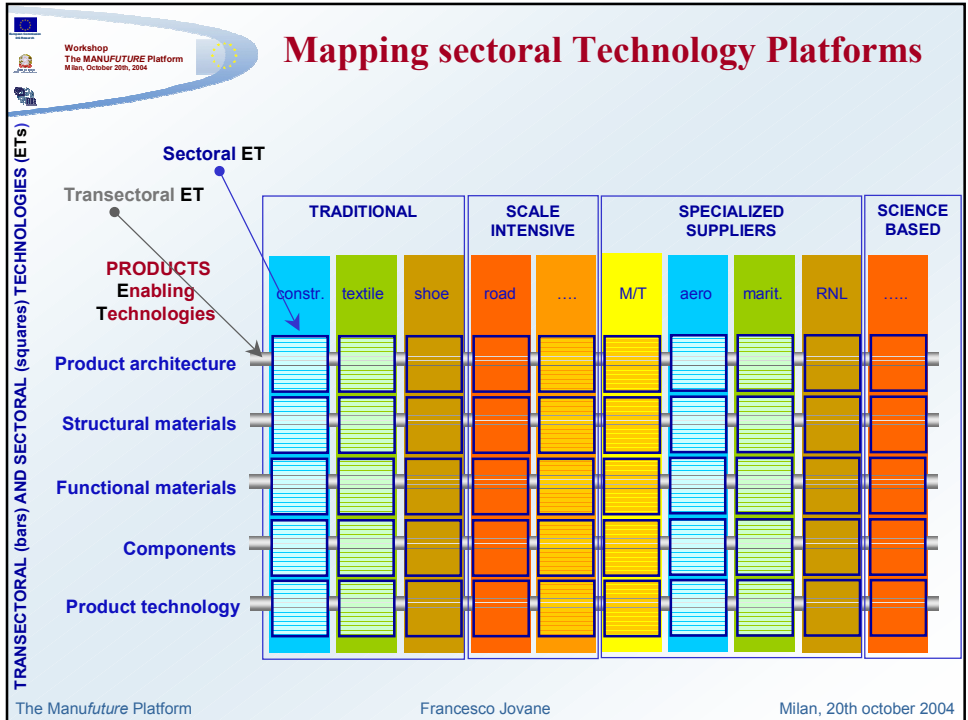 Workshop
The MANUFUTURE Platform
Milan, October 20th, 2004
Mapping sectoral Technology Platforms
TRANSECTORAL (bars) AND SECTORAL (squares) TECHNOLOGIES (ETs)
Sectoral ET
Transectoral ET
TRADITIONAL
SCALE
INTENSIVE
SPECIALIZED
SUPPLIERS
SCIENCE
BASED
PRODUCTS
Enabling
Technologies
constr. textile shoe road …. M/T aero marit. RNL …..
Product architecture
Structural materials
Functional materials
Components
Product technology
The Manufuture Platform
Francesco Jovane
Milan, 20th october 2004